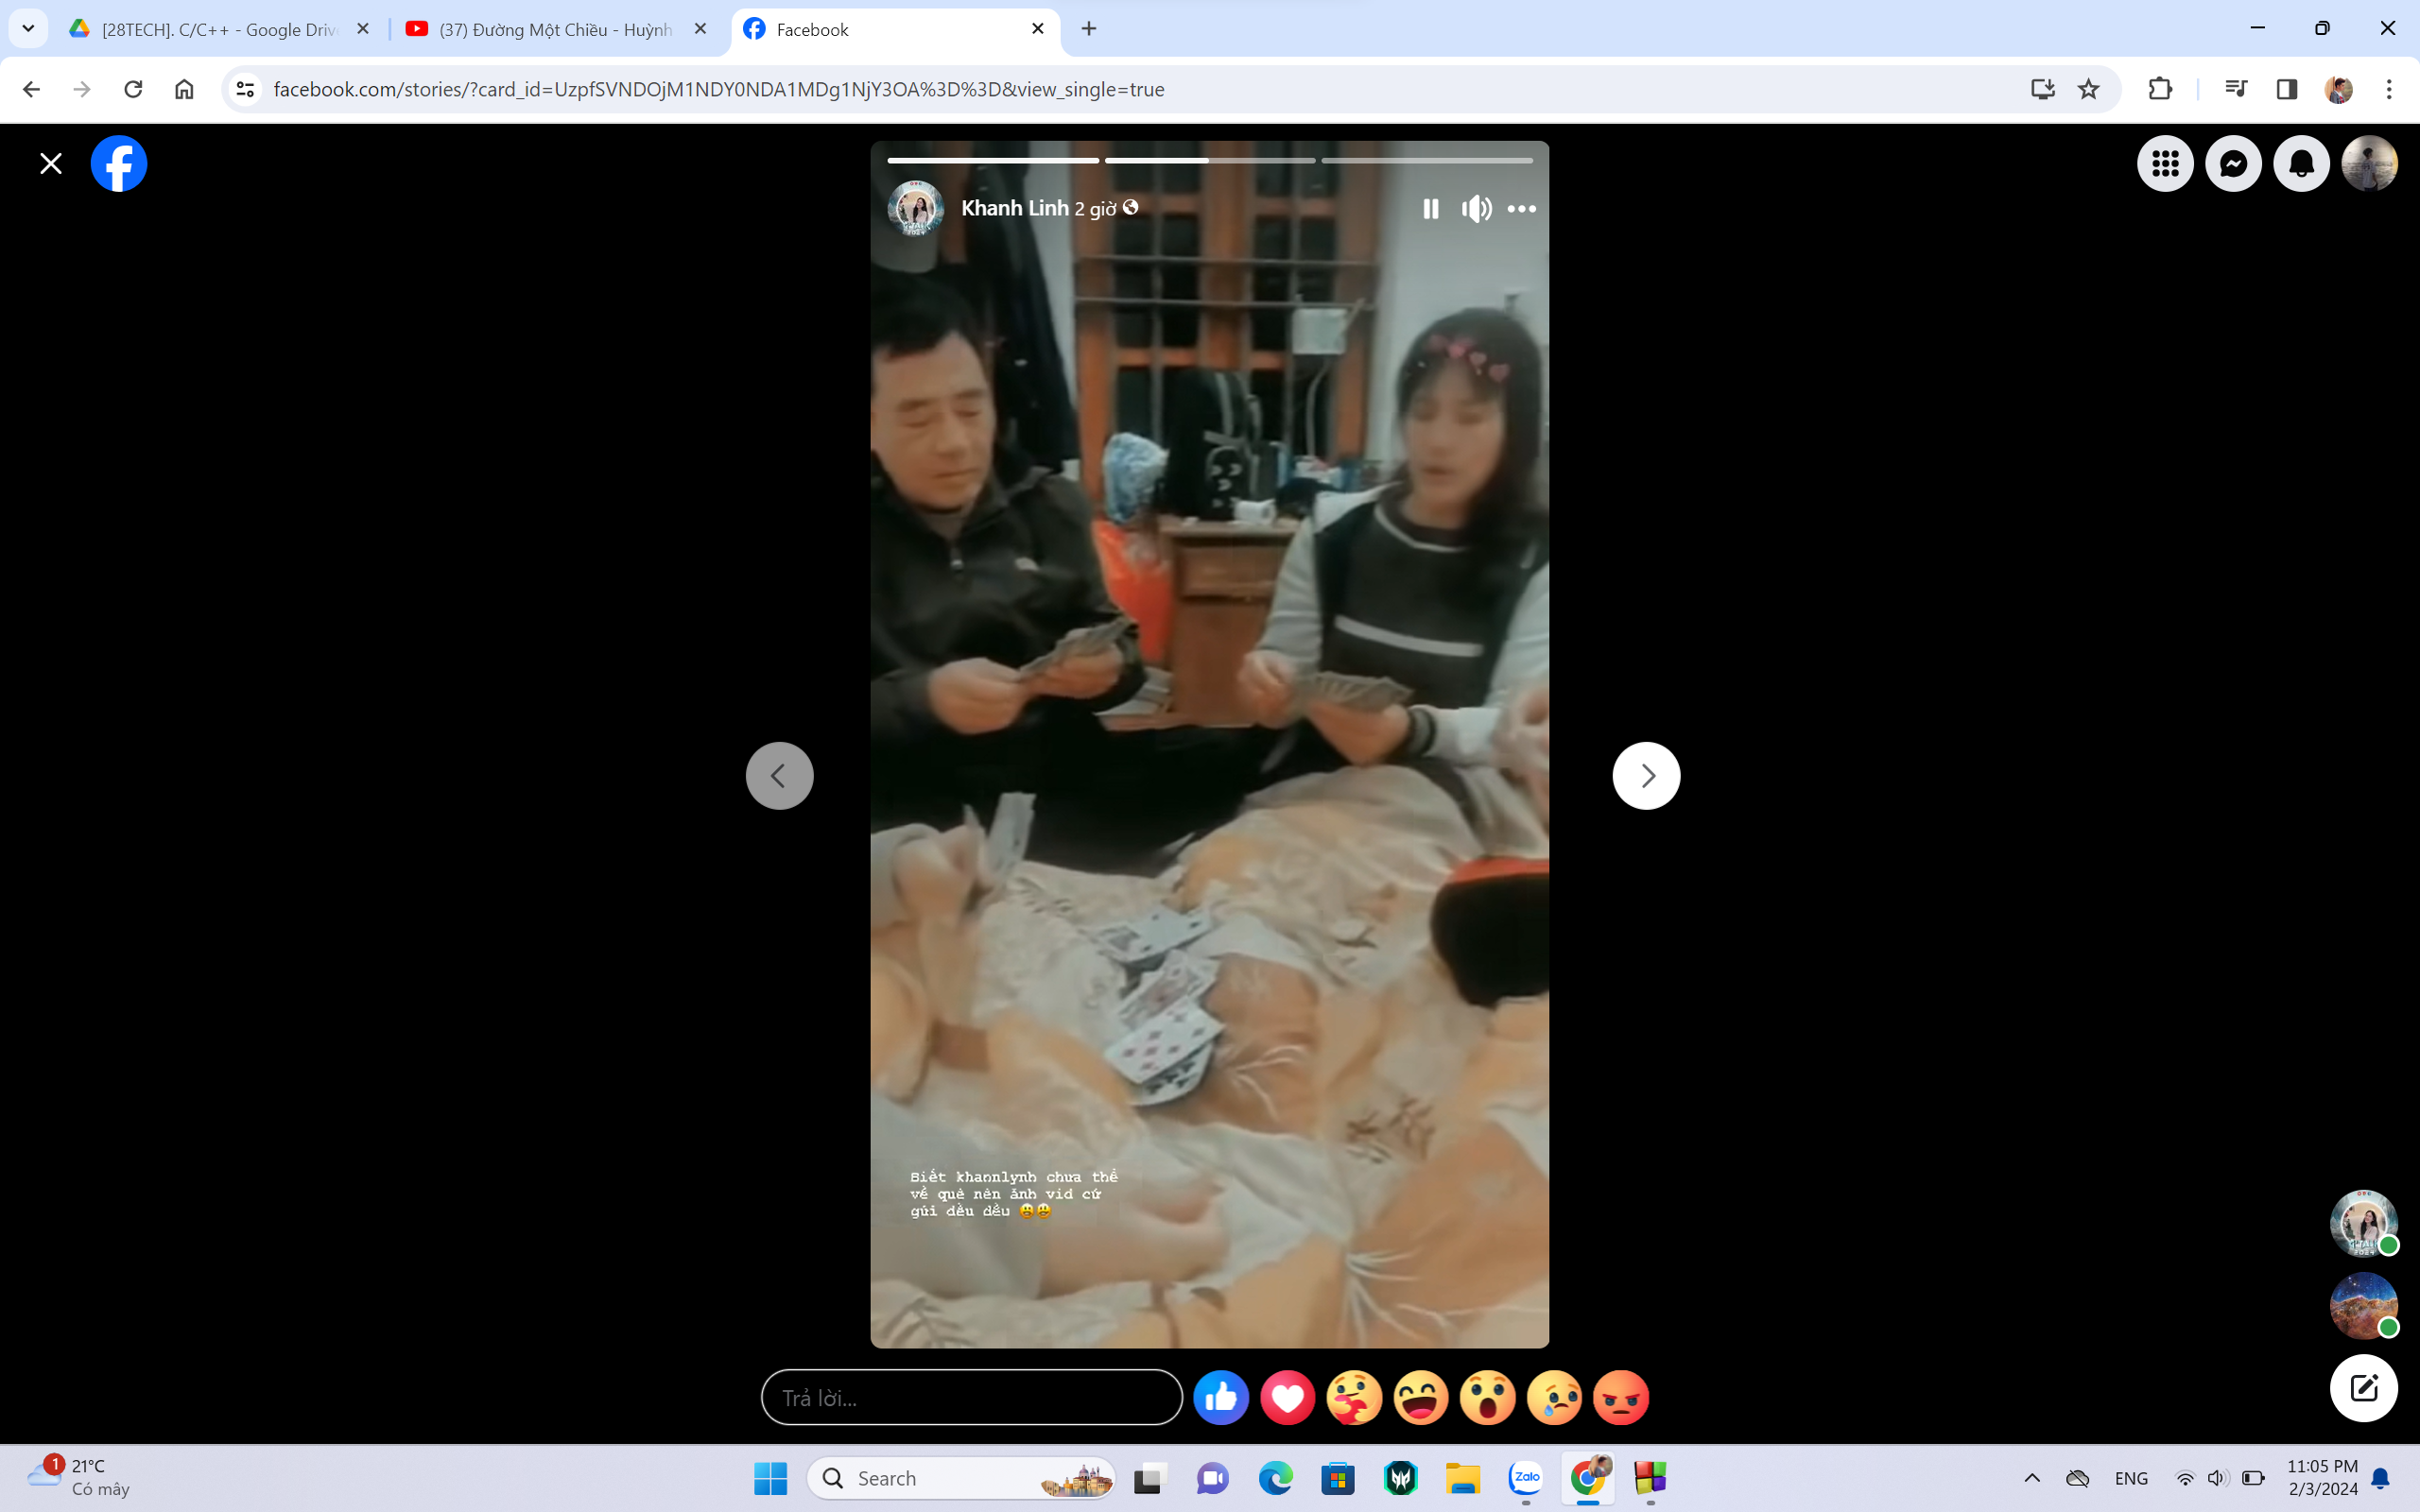 [28TECH]. C/C++ - Google Driv
(37) Đường Một Chiều - Huỳnh
Facebook
facebook.com/stories/?card_id=UzpfSVNDOjM1NDY0NDA1MDg1NjY3OA%3D%3D&view_single=true
Khanh Linh 2 giờ
Biết khannlynh chưa thể
về quê nên ảnh vid cứ
gửi đều đều 😩😩
Trả lời...
1
21°C
Có mây
Search
Zalo
ENG
11:05 PM
2/3/2024